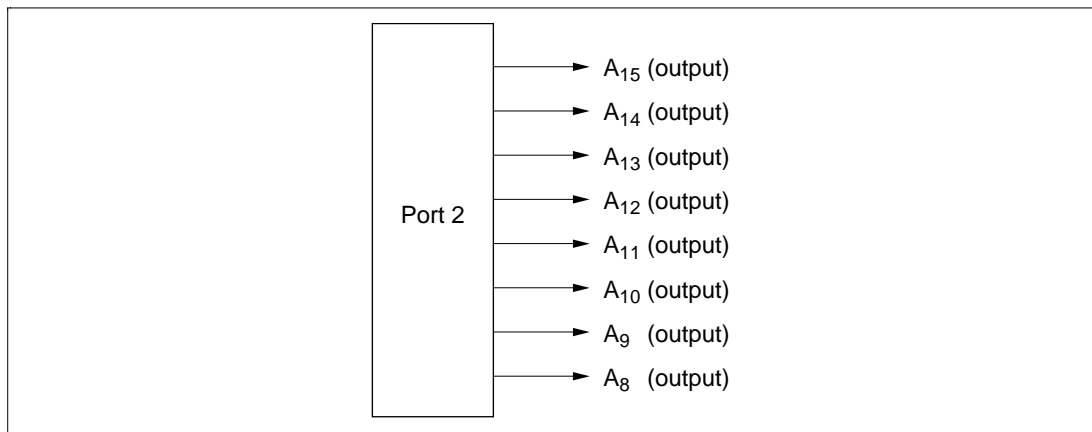 A15 (output)
A14 (output)
A13 (output)
A12 (output)
Port 2
A11 (output)
A10 (output)
A9 (output)
A8 (output)